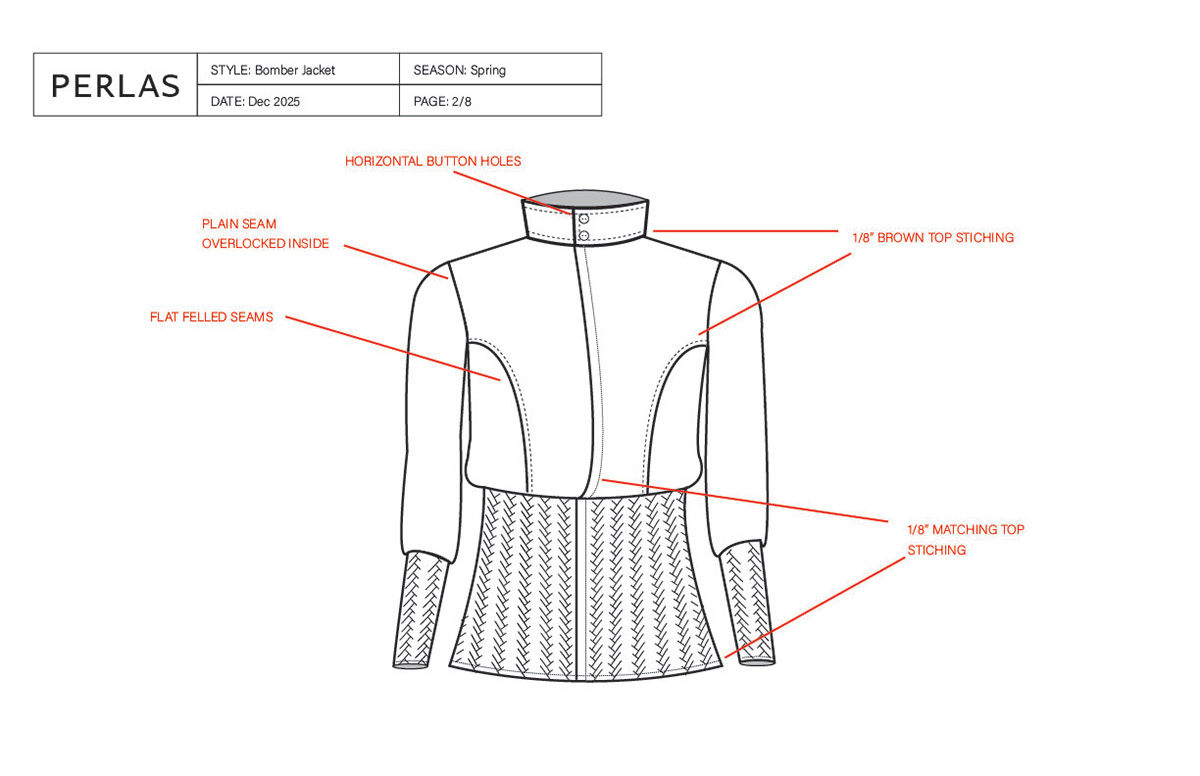 PERLAS
STYLE: Bomber Jacket
SEASON: Spring
DATE: Dec 2025
PAGE: 2/8
HORIZONTAL BUTTON HOLES
PLAIN SEAM
OVERLOCKED INSIDE
1/8" BROWN TOP STICHING
FLAT FELLED SEAMS
1/8" MATCHING TOP
STICHING